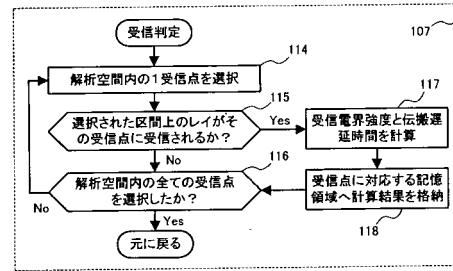 107
受信判定
114
解析空間内の1受信点を選択
115
選択された区間上のレイがそ
の受信点に受信されるか?
Yes
117
受信電界強度と伝搬遅
延時間を計算
No
116
解析空間内の全ての受信点
を選択したか?
No
受信点に対応する記憶
領域へ計算結果を格納
118
Yes
元に戻る